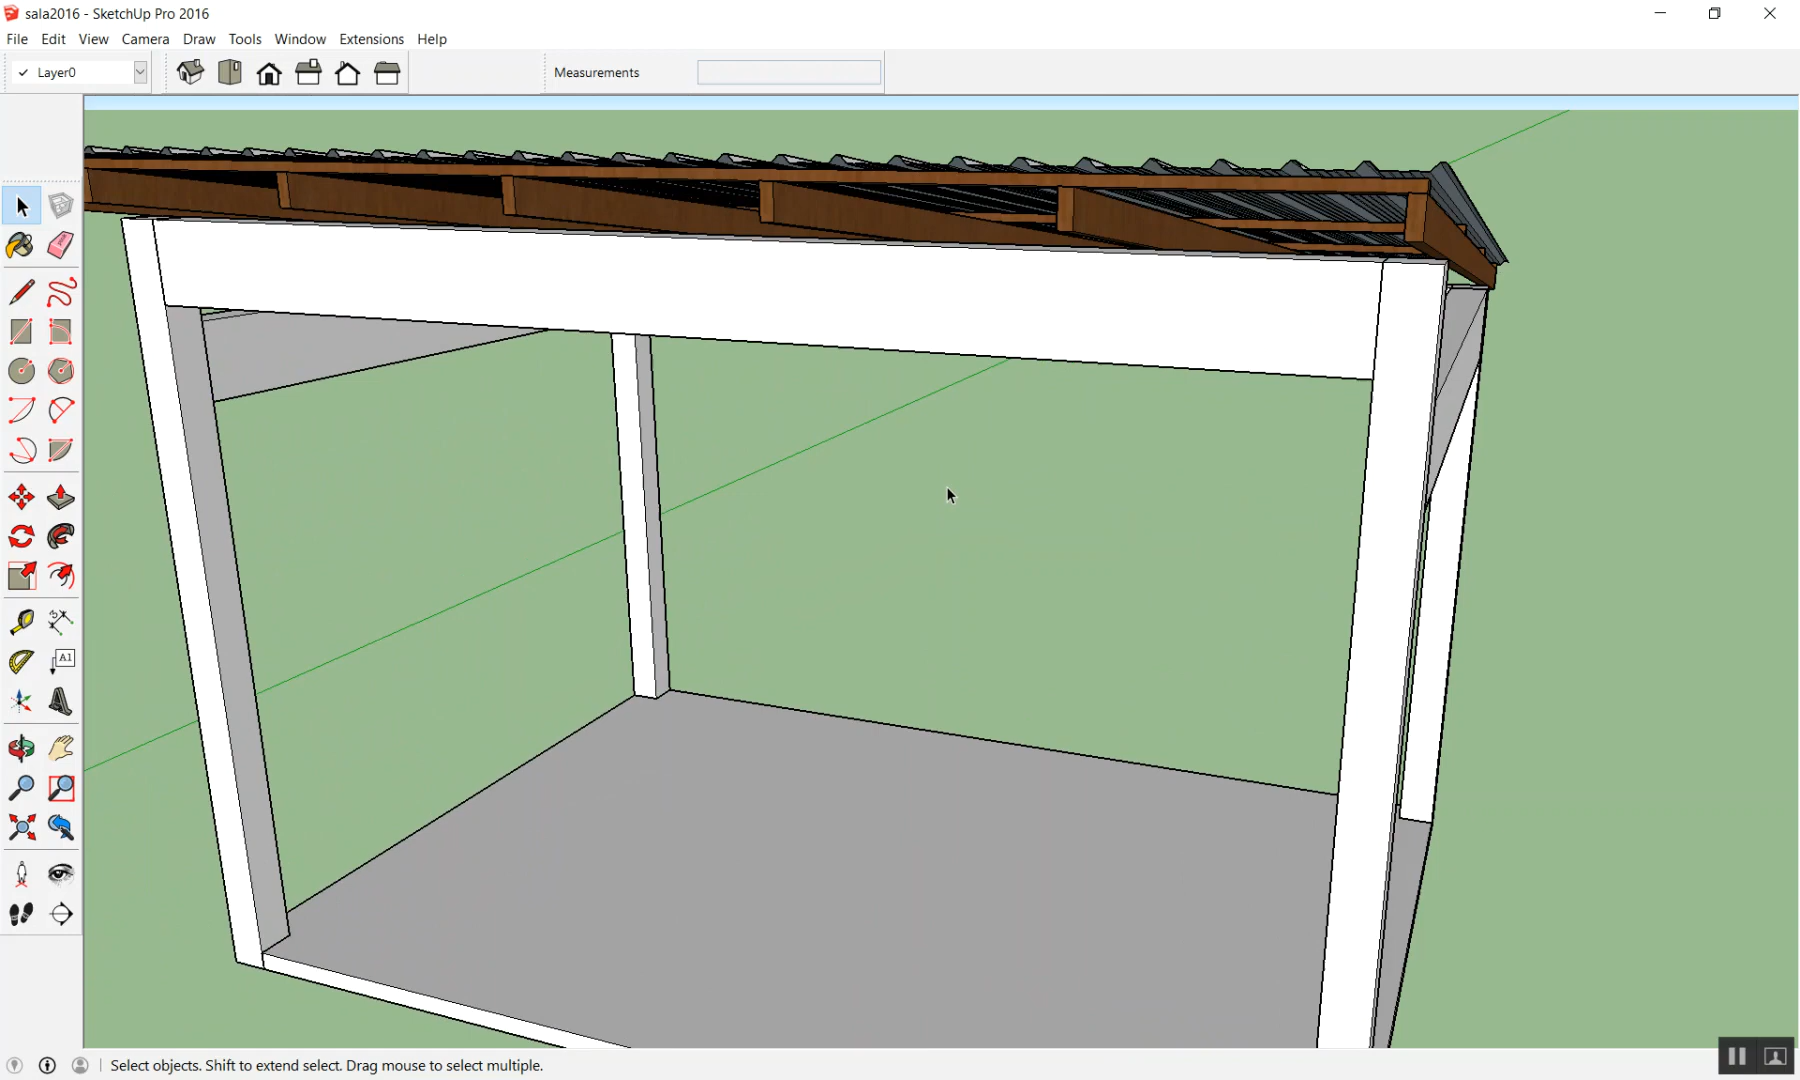 sala2016 - SketchUp Pro 2016
File Edit View Camera Draw Tools Window Extensions Help
Layer0
Measurements
A1
Select objects. Shift to extend select. Drag mouse to select multiple.